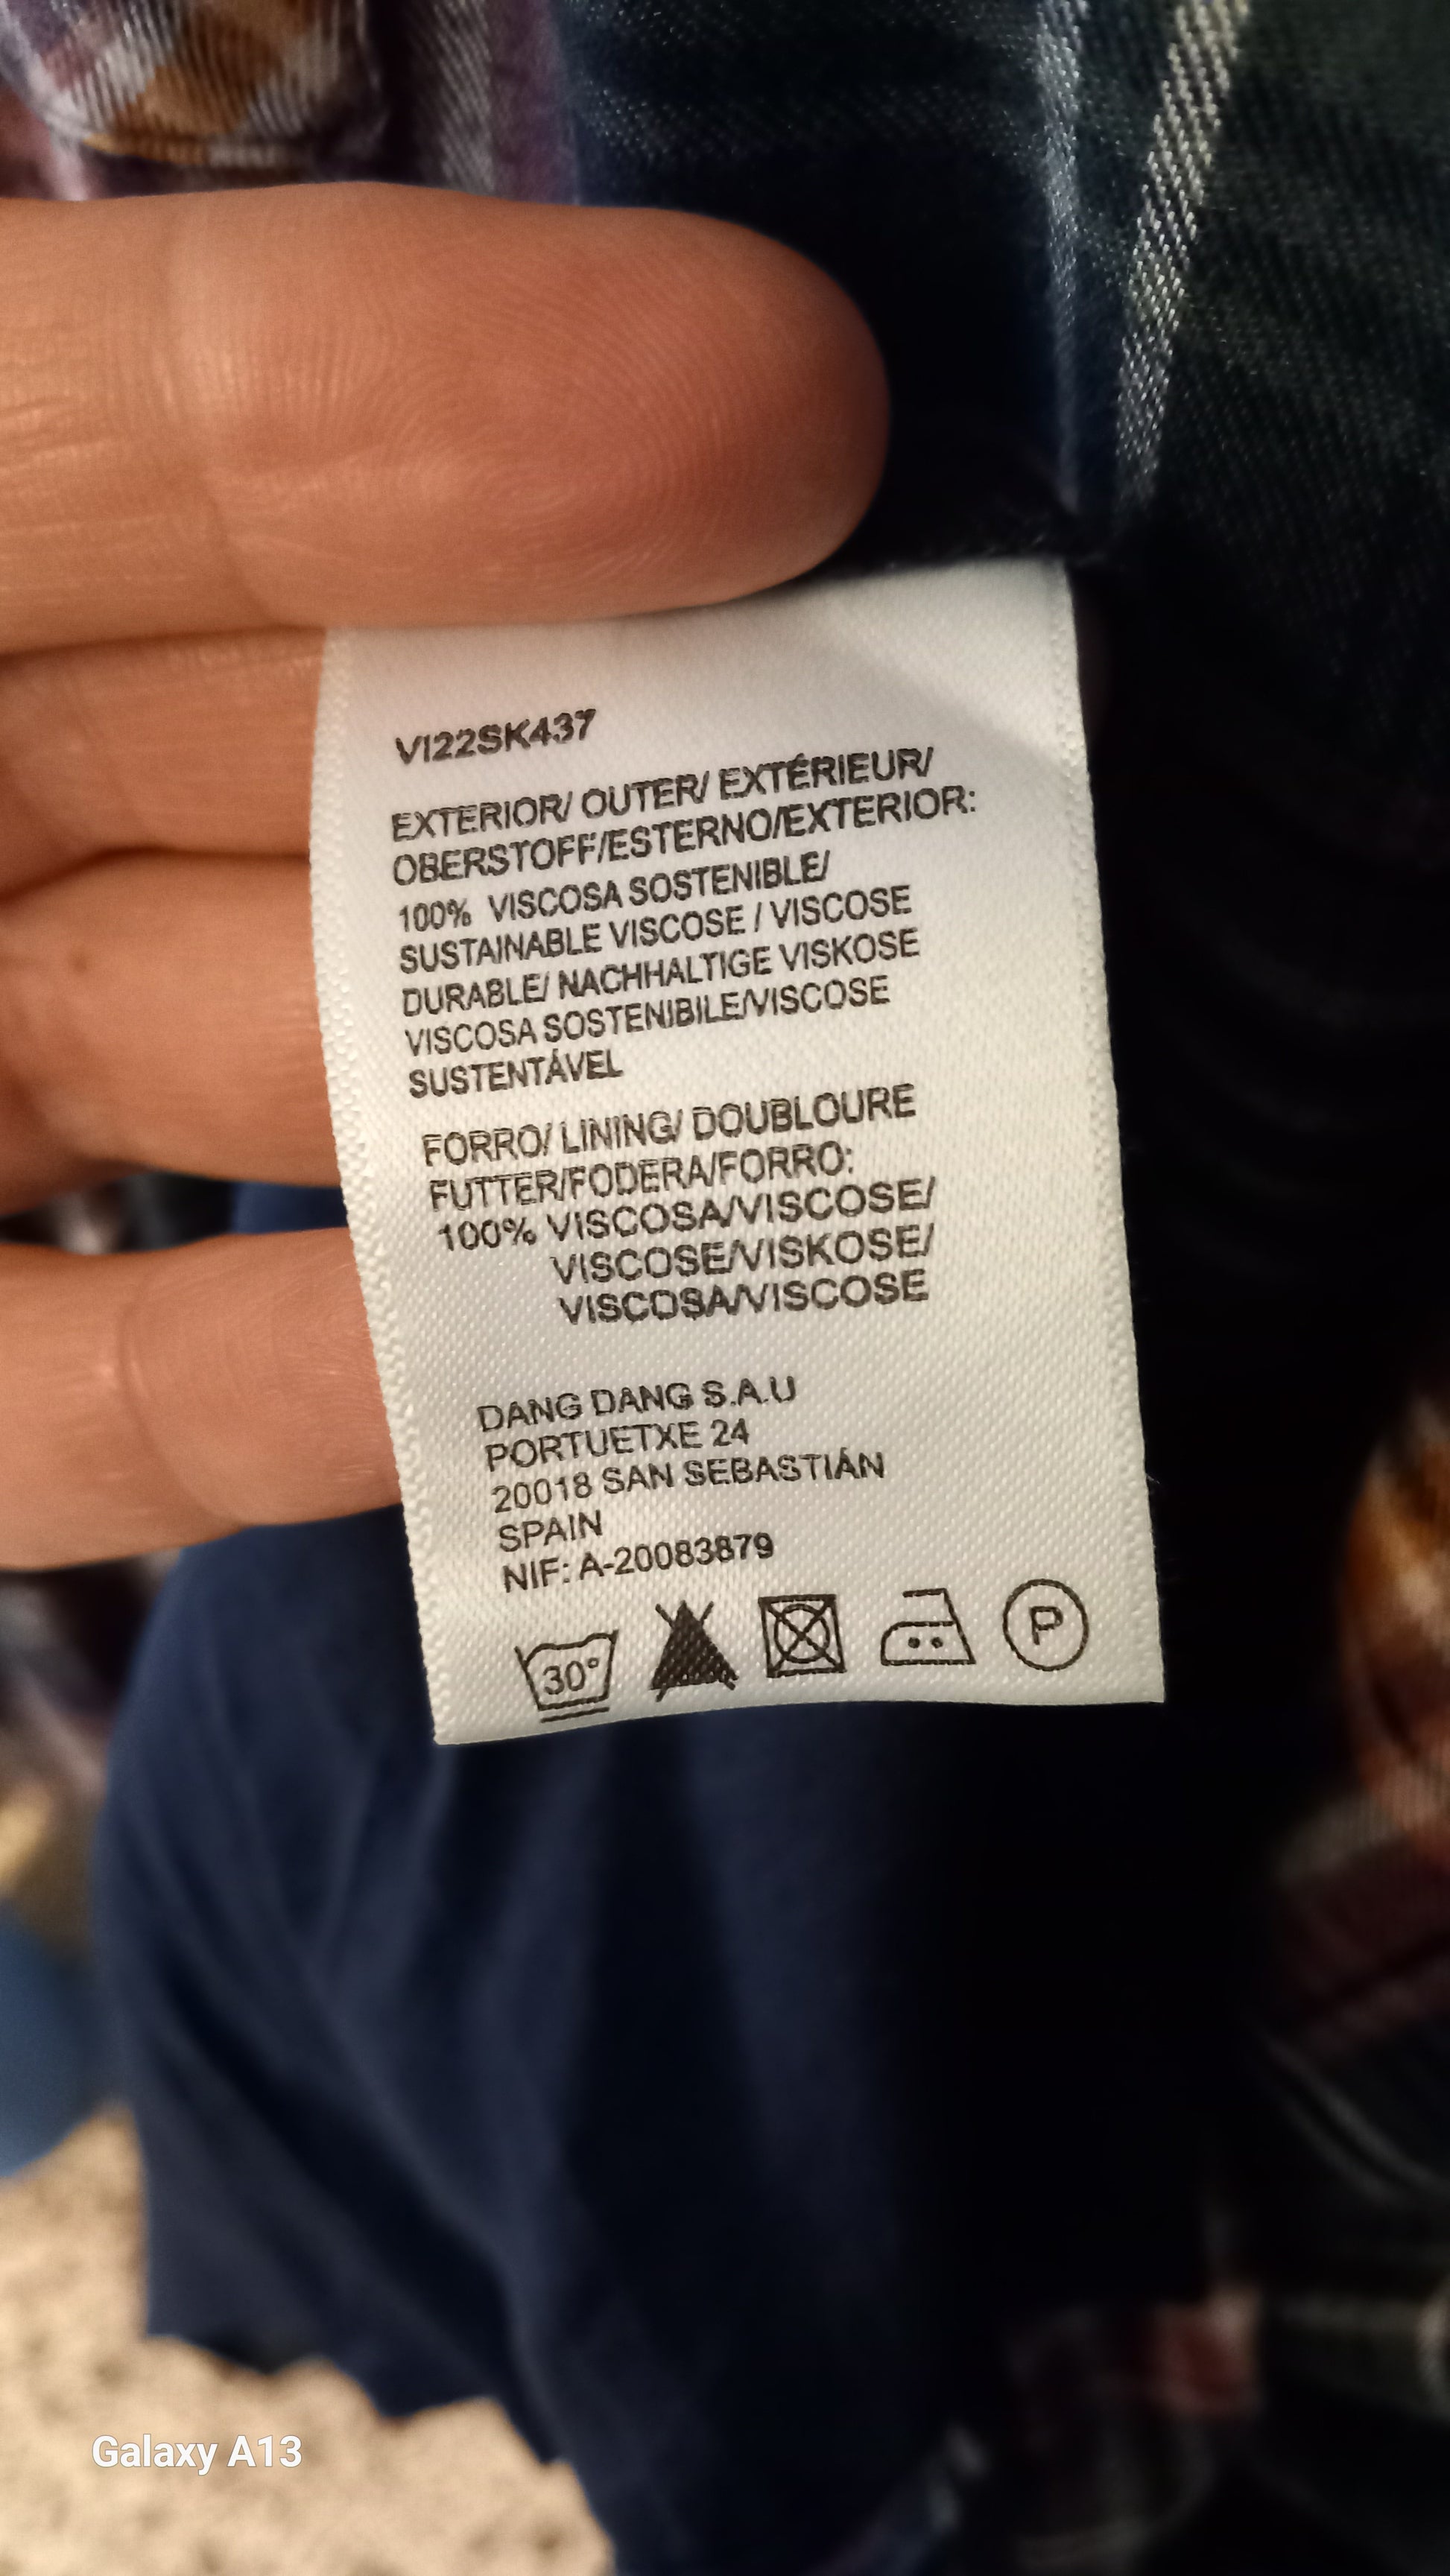 VI22SK437
EXTERIOR/ OUTER/ EXTÉRIEUR/
OBERSTOFF/ESTERNO/EXTERIOR:
100% VISCOSA SOSTENIBLE/
SUSTAINABLE VISCOSE / VISCOSE
DURABLE/ NACHHALTIGE VISKOSE
VISCOSA SOSTENIBILE/VISCOSE
SUSTENTÁVEL
FORRO/ LINING/ DOUBLOURE
FUTTER/FODERA/FORRO:
100% VISCOSA/VISCOSE/
VISCOSE/VISKOSE/
VISCOSA/VISCOSE
DANG DANG S.A.U
PORTUETXE 24
20018 SAN SEBASTIÁN
SPAIN
NIF: A-20083879
30° P
Galaxy A13